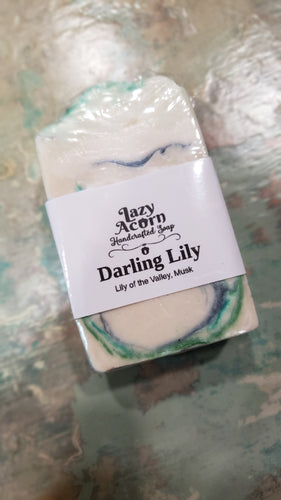 Lazy
Acorn
Handcrafted Soap
Darling Lily
Lily of the Valley, Musk